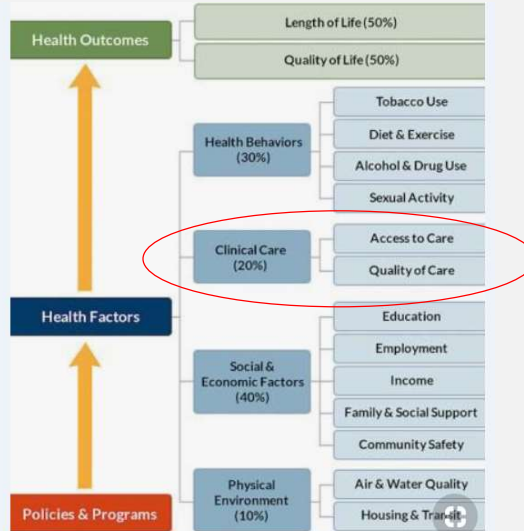 Health Outcomes
Length of Life (50%)
Quality of Life (50%)
Health Behaviors
(30%)
Tobacco Use
Diet & Exercise
Alcohol & Drug Use
Sexual Activity
Clinical Care
(20%)
Access to Care
Quality of Care
Health Factors
Social &
Economic Factors
(40%)
Education
Employment
Income
Family & Social Support
Community Safety
Physical
Environment
(10%)
Air & Water Quality
Housing & Transit
Policies & Programs